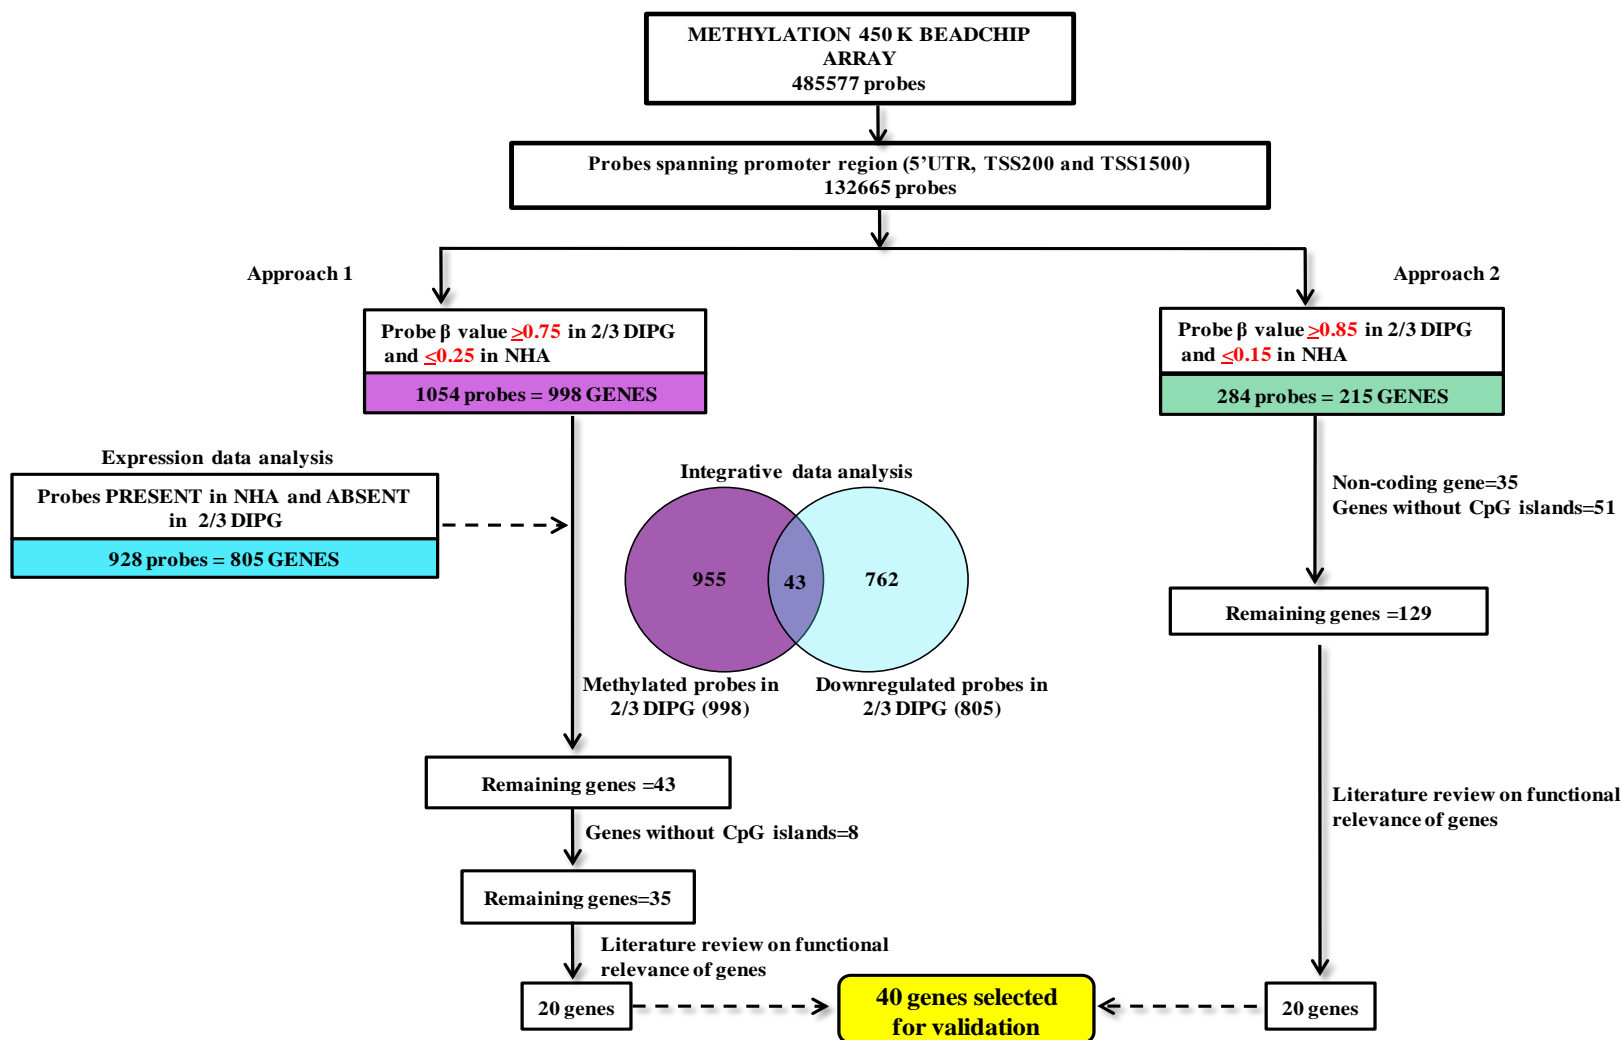 METHYLATION 450 K BEADCHIP
ARRAY
485577 probes
Probes spanning promoter region (5’UTR, TSS200 and TSS1500)
132665 probes
Approach 1
Approach 2
Probe β value ≥0.75 in 2/3 DIPG
and ≤0.25 in NHA
1054 probes = 998 GENES
Probe β value ≥0.85 in 2/3 DIPG
and ≤0.15 in NHA
284 probes = 215 GENES
Expression data analysis
Probes PRESENT in NHA and ABSENT
in 2/3 DIPG
928 probes = 805 GENES
Integrative data analysis
955
43
762
Methylated probes in
2/3 DIPG (998)
Downregulated probes in
2/3 DIPG (805)
Non-coding gene=35
Genes without CpG islands=51
Remaining genes =129
Remaining genes =43
Genes without CpG islands=8
Remaining genes=35
Literature review on functional
relevance of genes
Literature review on functional
relevance of genes
20 genes
40 genes selected
for validation
20 genes